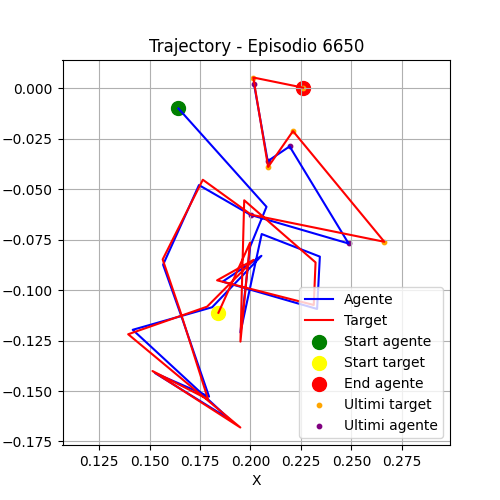 Trajectory - Episodio 6650
0.000
−0.025
−0.050
−0.075
−0.100
−0.125
−0.150
−0.175
Agente
Target
Start agente
Start target
End agente
Ultimi target
Ultimi agente
0.125 0.150 0.175 0.200 0.225 0.250 0.275
X